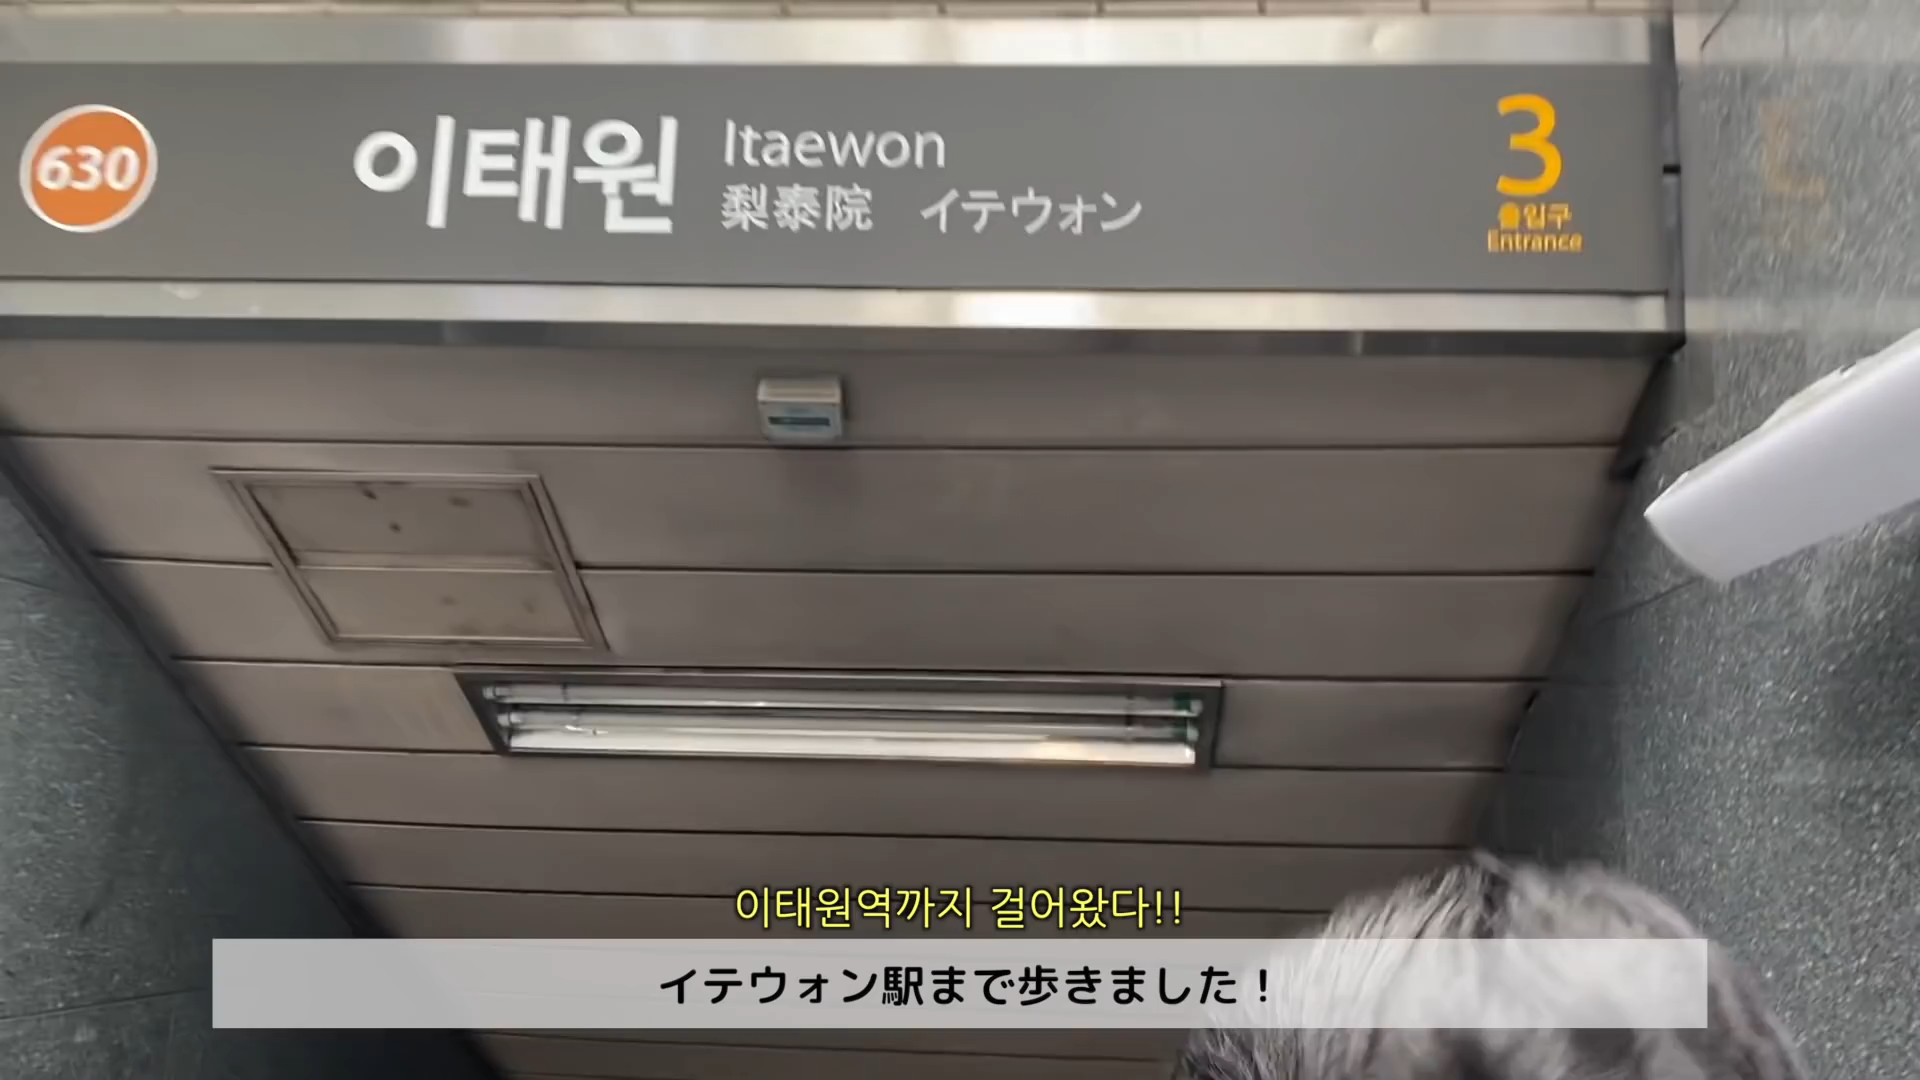 630
이태원
Itaewon
梨泰院 イテウォン
3
출입구
Entrance
이태원역까지 걸어왔다!!
イテウォン駅まで歩きました！